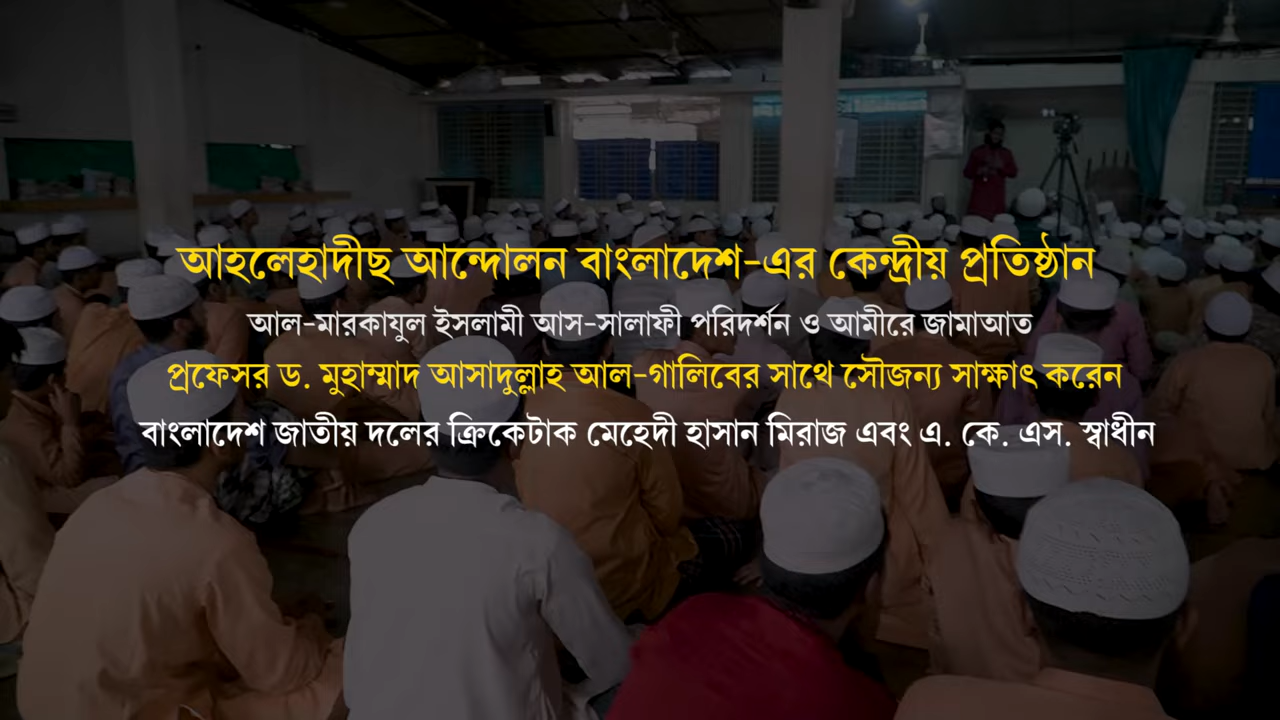 আহলেহাদীছ আন্দোলন বাংলাদেশ-এর কেন্দ্রীয় প্রতিষ্ঠান
আল-মারকাযুল ইসলামী আস-সালাফী পরিদর্শন ও আমীরে জামাআত
প্রফেসর ড. মুহাম্মাদ আসাদুল্লাহ আল-গালিবের সাথে সৌজন্য সাক্ষাৎ করেন
বাংলাদেশ জাতীয় দলের ক্রিকেটাক মেহেদী হাসান মিরাজ এবং এ. কে. এস. স্বাধীন